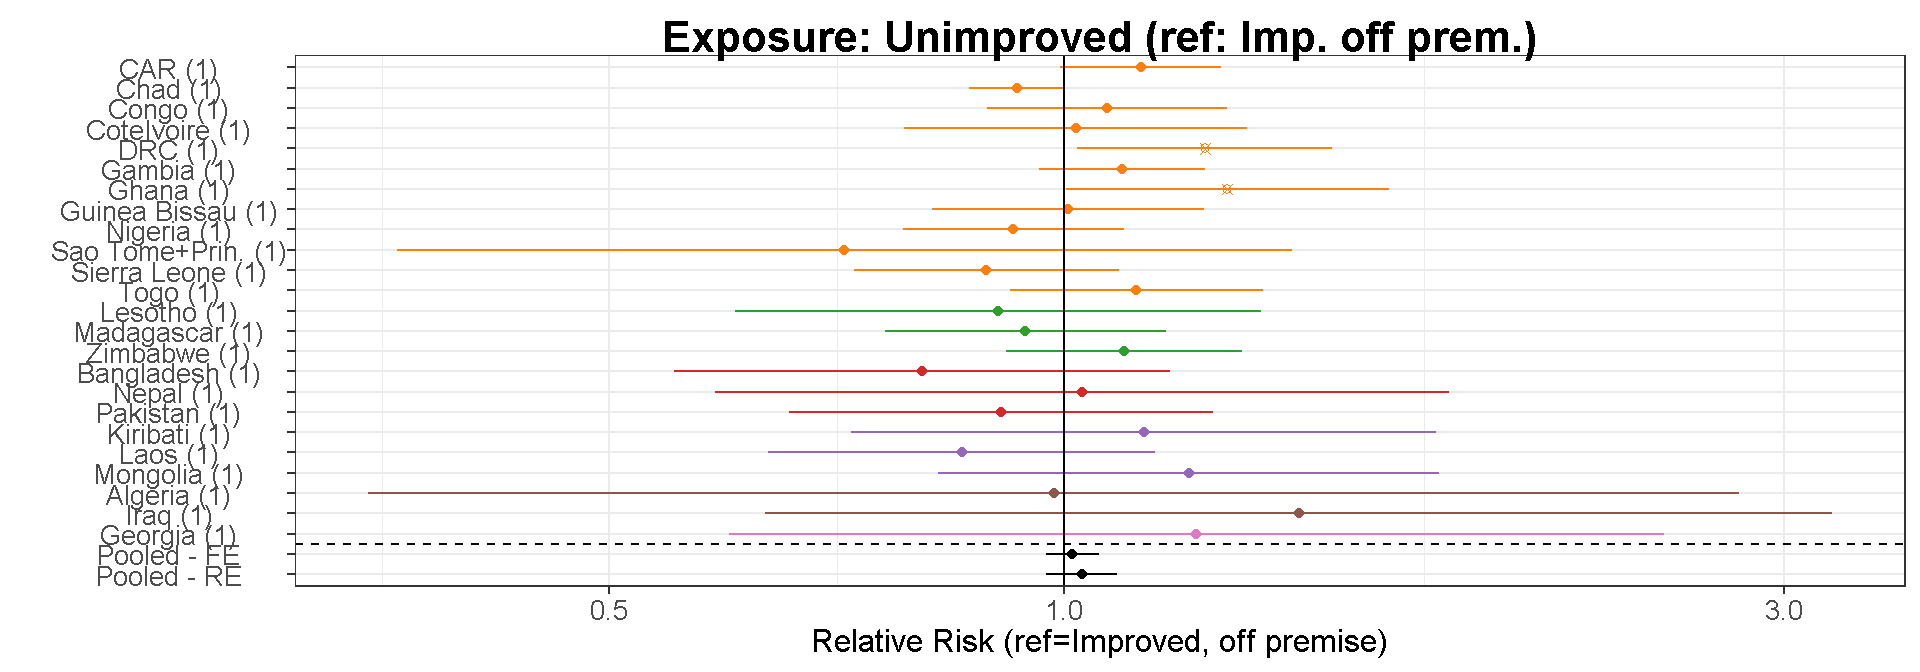 Exposure: Unimproved (ref: Imp. off prem.)
CAR (1)
Chad (1)
Congo (1)
CoteIvoire (1)
DRC (1)
Gambia (1)
Ghana (1)
Guinea Bissau (1)
Nigeria (1)
Sao Tome+Prin. (1)
Sierra Leone (1)
Togo (1)
Lesotho (1)
Madagascar (1)
Zimbabwe (1)
Bangladesh (1)
Nepal (1)
Pakistan (1)
Kiribati (1)
Laos (1)
Mongolia (1)
Algeria (1)
Iraq (1)
Georgia (1)
Pooled - FE
Pooled - RE
0.5 1.0 3.0
Relative Risk (ref=Improved, off premise)